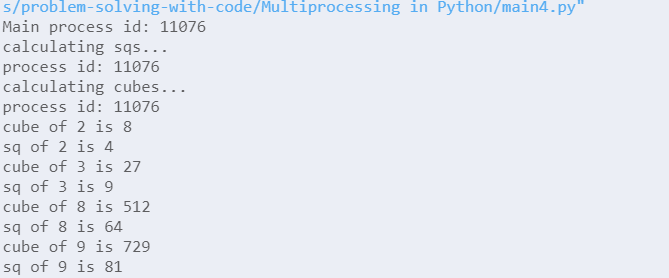 s/problem-solving-with-code/Multiprocessing in Python/main4.py"
Main process id: 11076
calculating sqs...
process id: 11076
calculating cubes...
process id: 11076
cube of 2 is 8
sq of 2 is 4
cube of 3 is 27
sq of 3 is 9
cube of 8 is 512
sq of 8 is 64
cube of 9 is 729
sq of 9 is 81